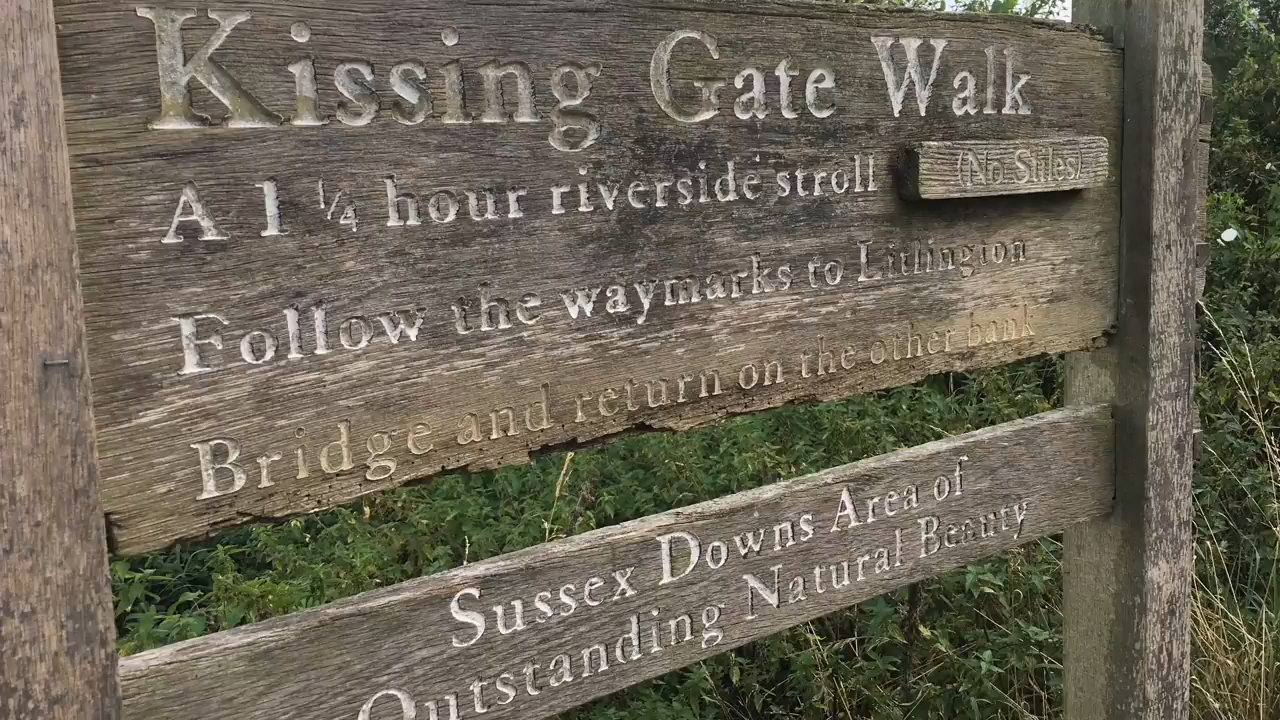 Kissing Gate Walk
A 1 ¼ hour riverside stroll (No Stiles)
Follow the waymarks to Litlington
Bridge and return on the other bank
Sussex Downs Area of
Outstanding Natural Beauty